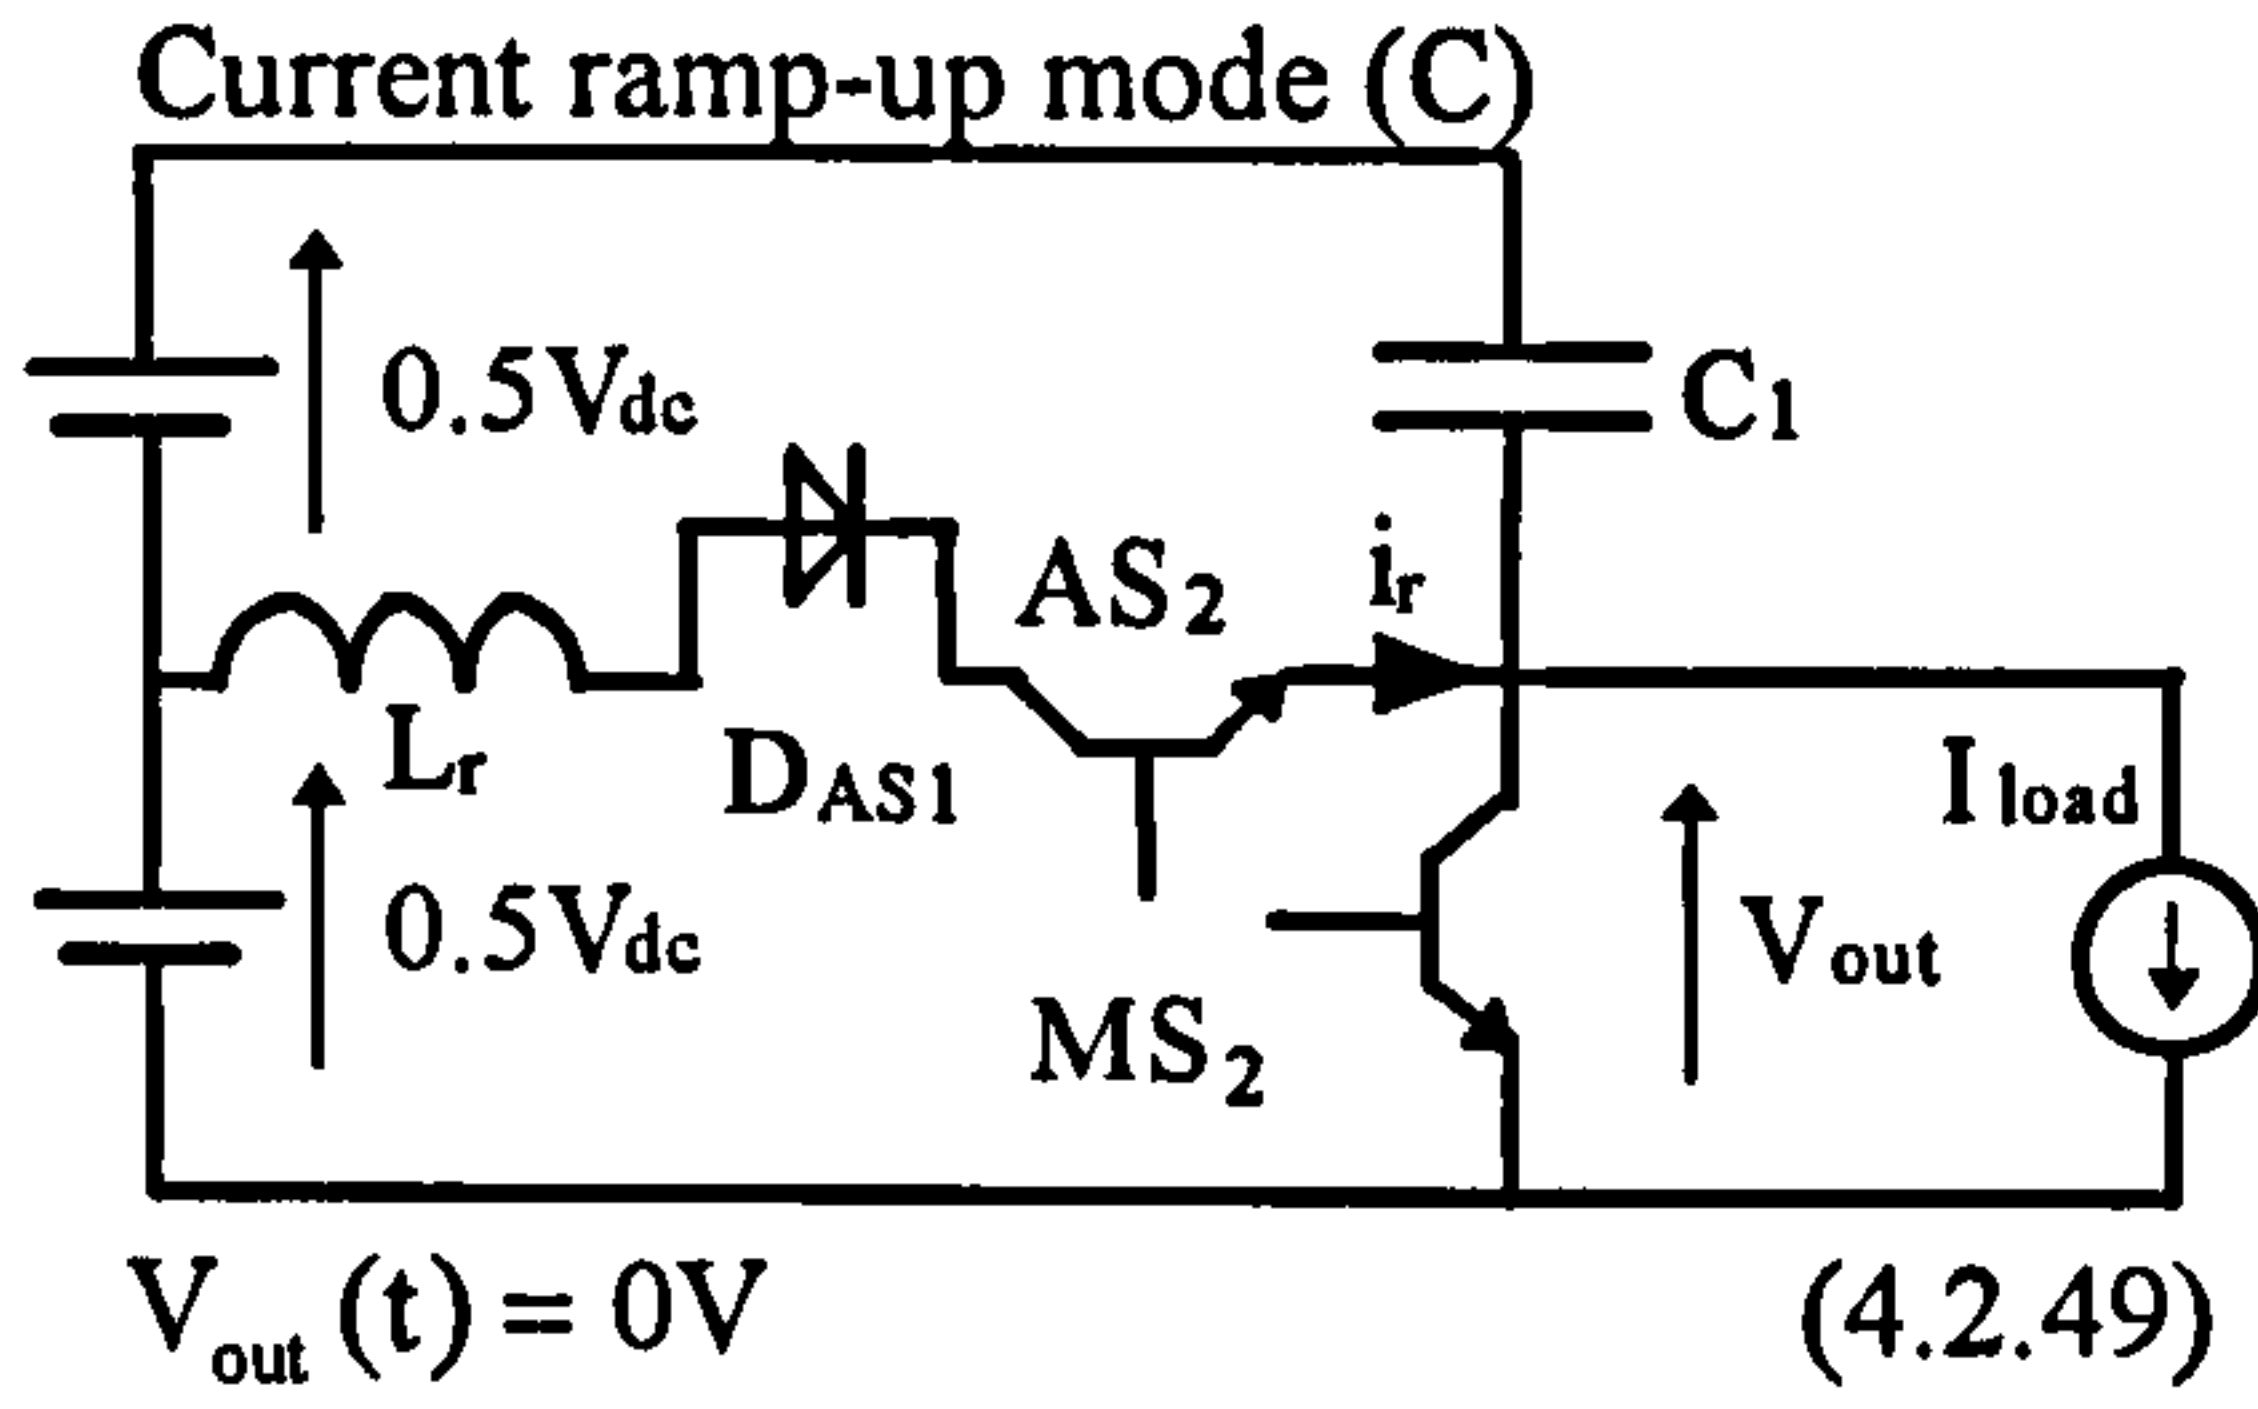 Current ramp-up mode (C)
0.5Vdc
C1
AS2
ir
Lr
DAS1
Iload
0.5Vdc
Vout
MS2
Vout (t) = 0V
(4.2.49)